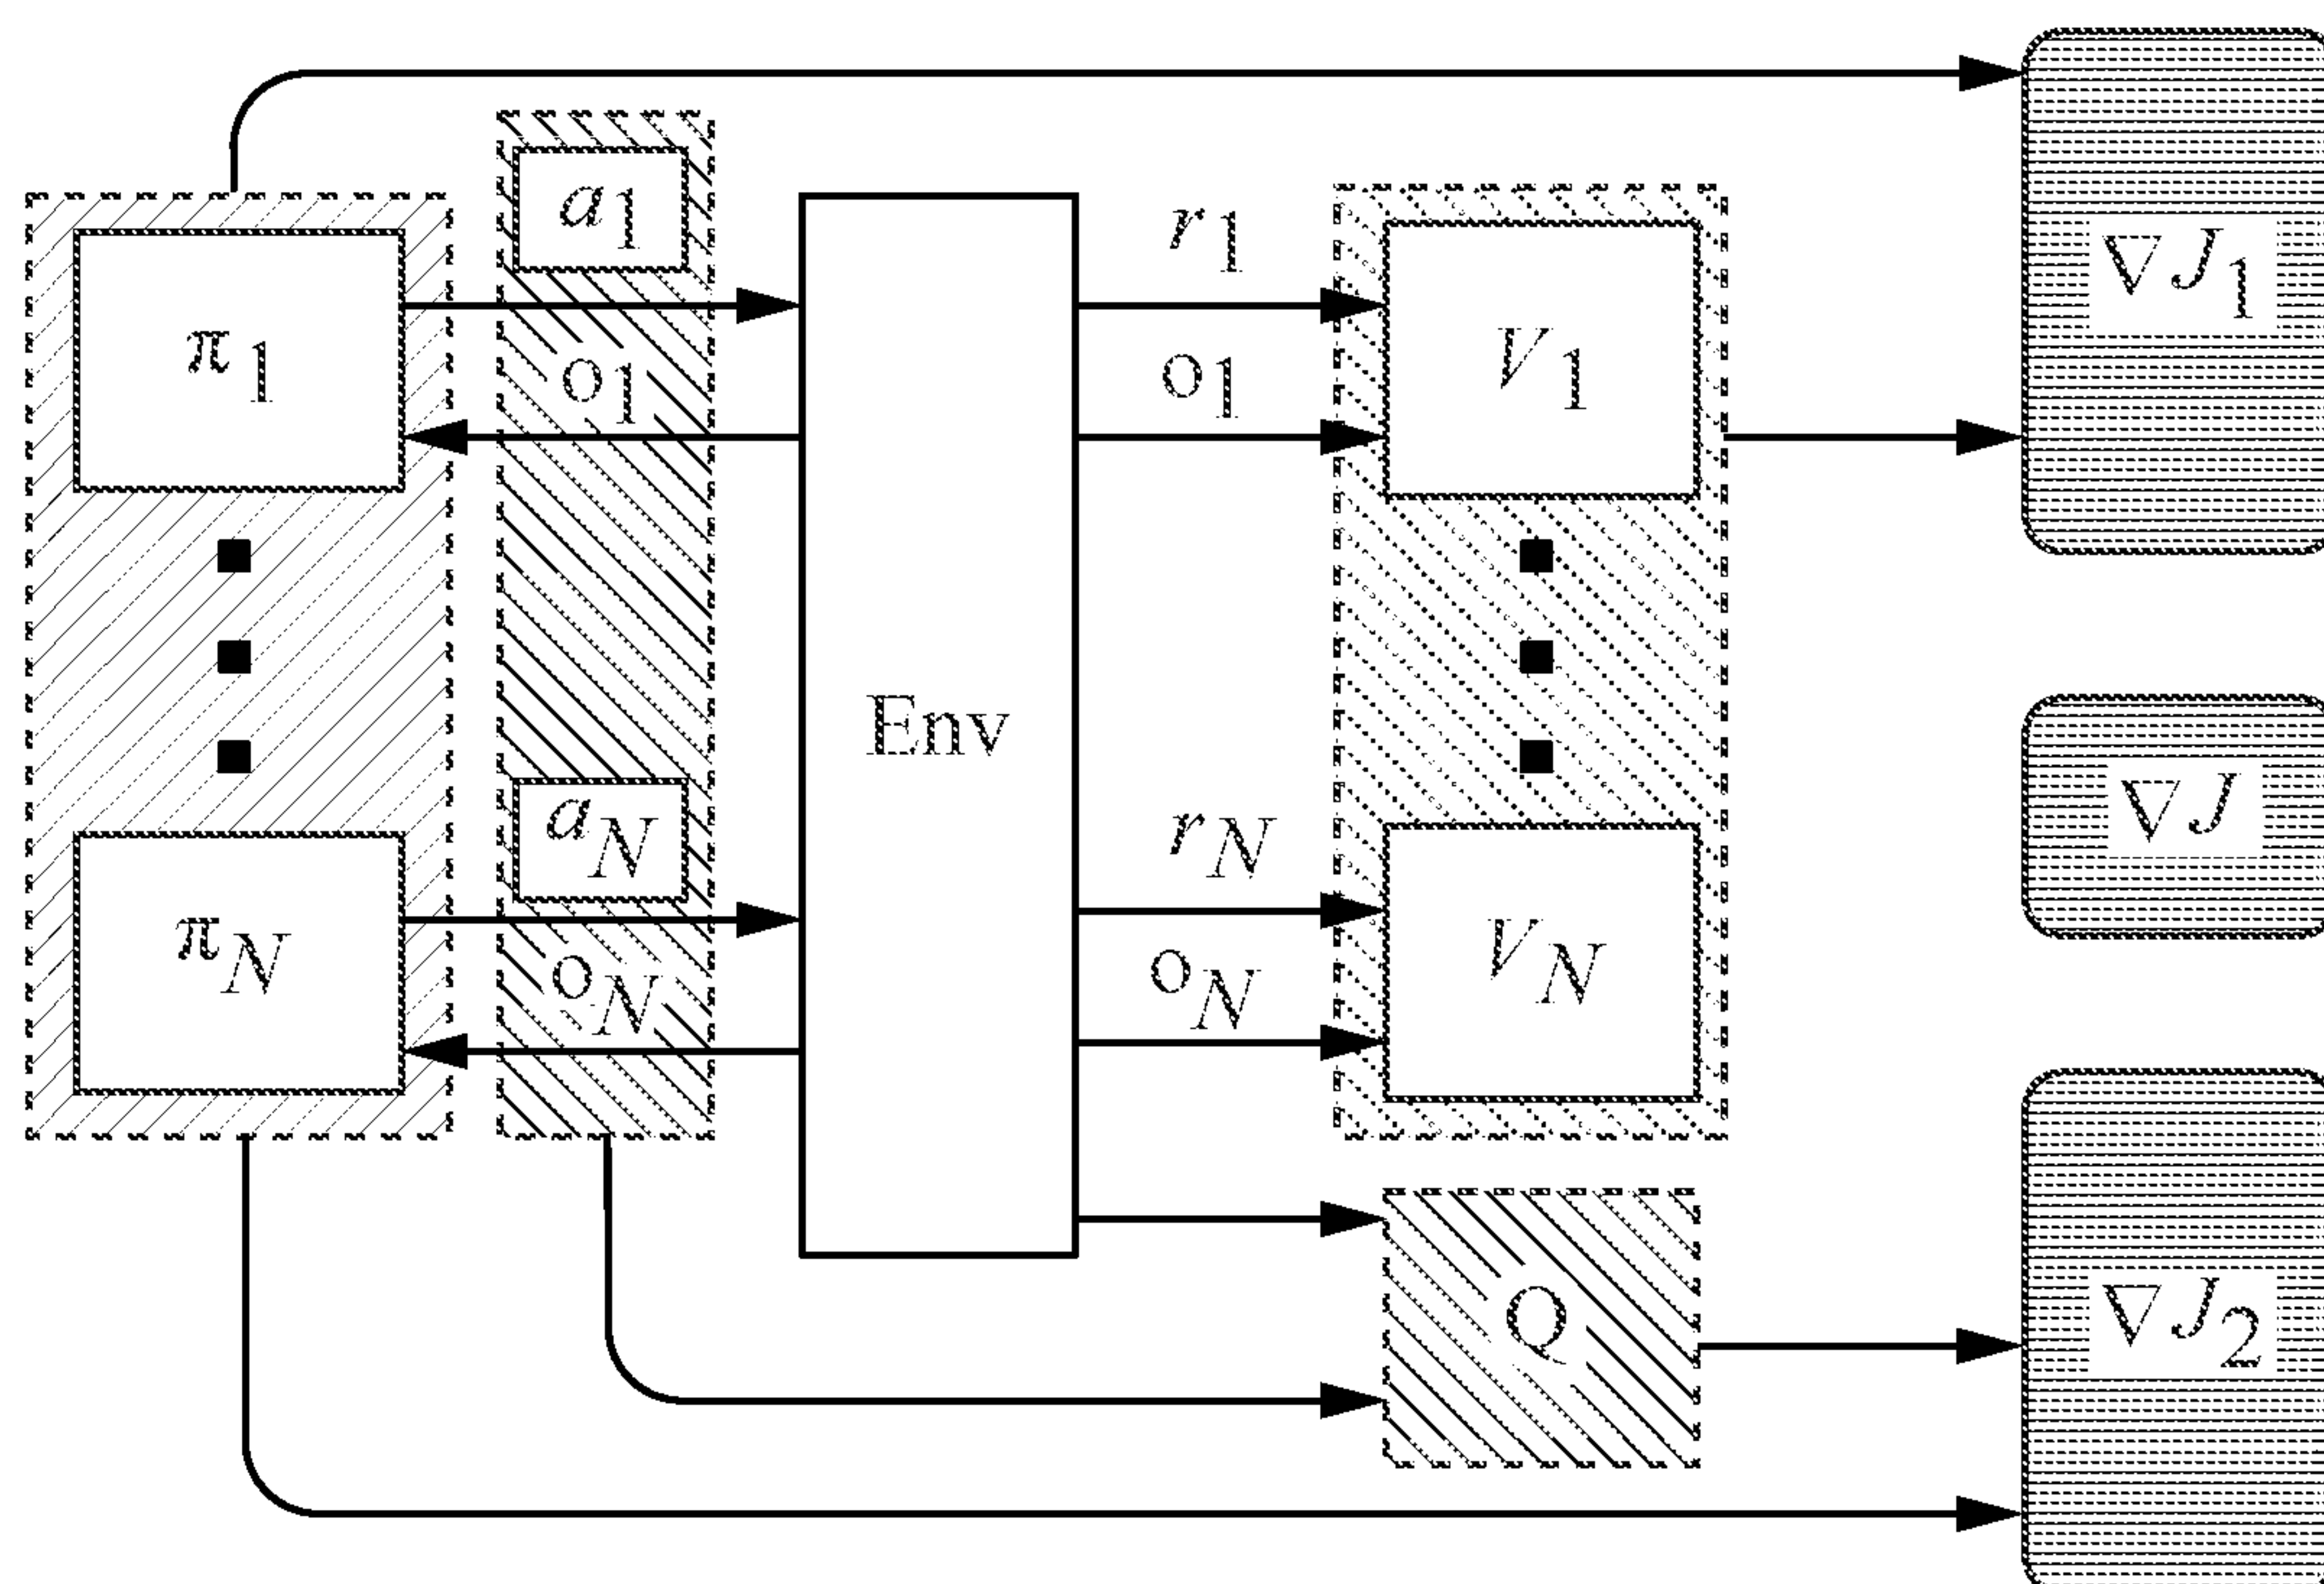 a1
r1
∇J1
π1
o1
o1
V1
Env
∇J
aN
rN
πN
oN
oN
VN
Q
∇J2